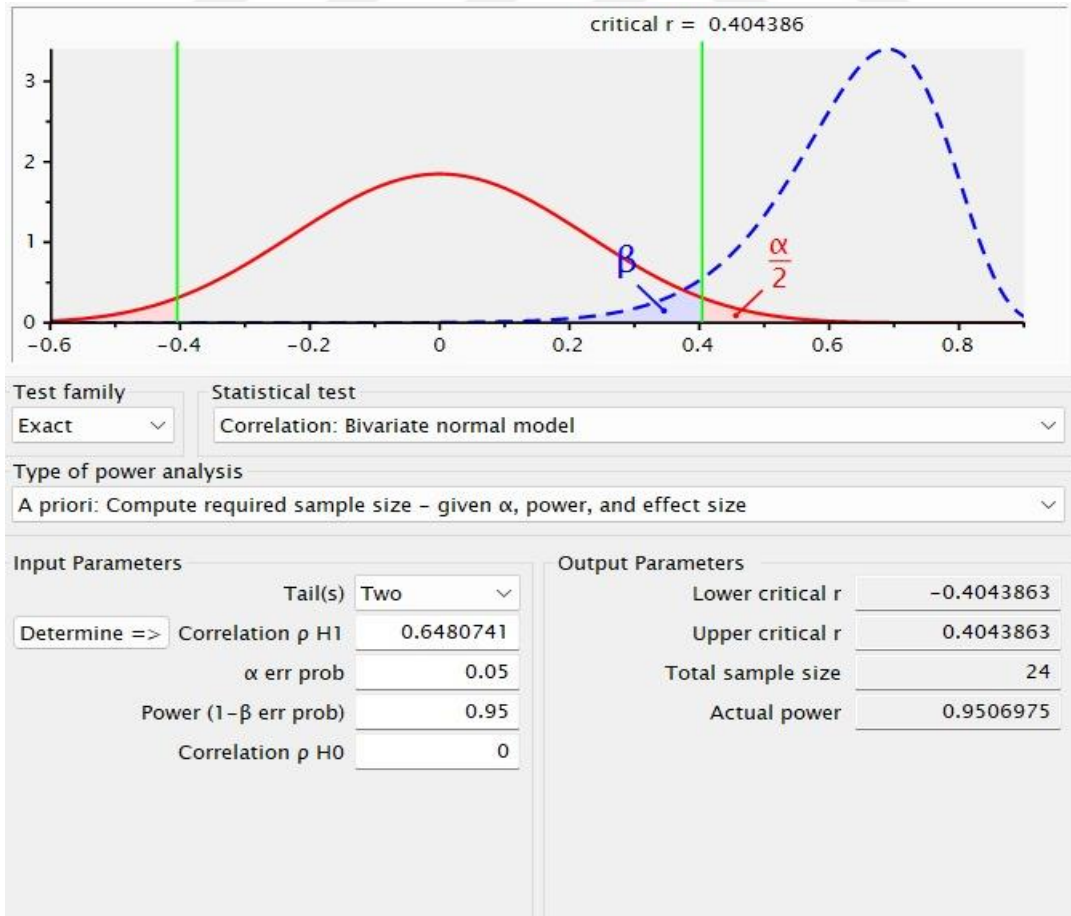 critical r = 0.404386
3
2
1
0
β
α
2
-0.6 -0.4 -0.2 0 0.2 0.4 0.6 0.8
Test family Statistical test
Exact Correlation: Bivariate normal model
Type of power analysis
A priori: Compute required sample size – given α, power, and effect size
Input Parameters Output Parameters
Tail(s) Two Lower critical r -0.4043863
Determine => Correlation ρ H1 0.6480741 Upper critical r 0.4043863
α err prob 0.05 Total sample size 24
Power (1-β err prob) 0.95 Actual power 0.9506975
Correlation ρ H0 0